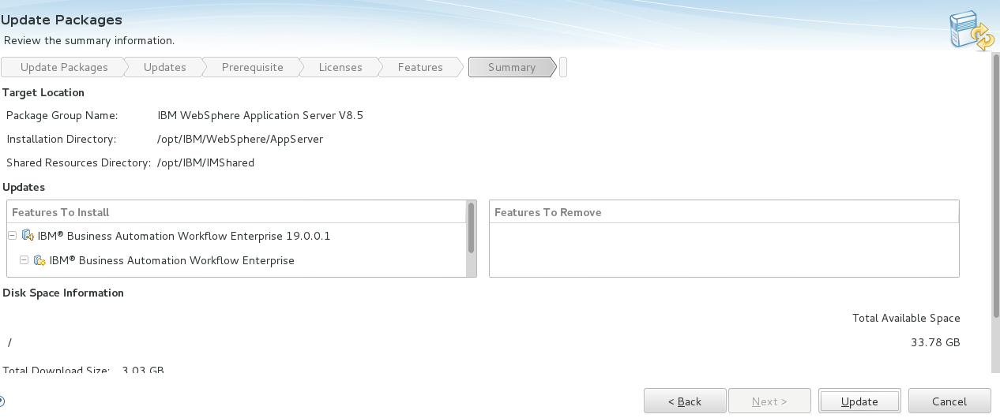 Update Packages
Review the summary information.
Update Packages Updates Prerequisite Licenses Features Summary
Target Location
Package Group Name: IBM WebSphere Application Server V8.5
Installation Directory: /opt/IBM/WebSphere/AppServer
Shared Resources Directory: /opt/IBM/IMShared
Updates
Features To Install Features To Remove
IBM® Business Automation Workflow Enterprise 19.0.0.1
IBM® Business Automation Workflow Enterprise
Disk Space Information
Total Available Space
/ 33.78 GB
Total Download Size: 3.03 GB
< Back Next > Update Cancel